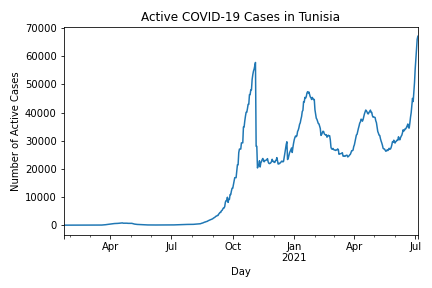 Active COVID-19 Cases in Tunisia
70000
60000
50000
40000
30000
20000
10000
0
Number of Active Cases
Apr Jul Oct Jan Apr Jul
2021
Day